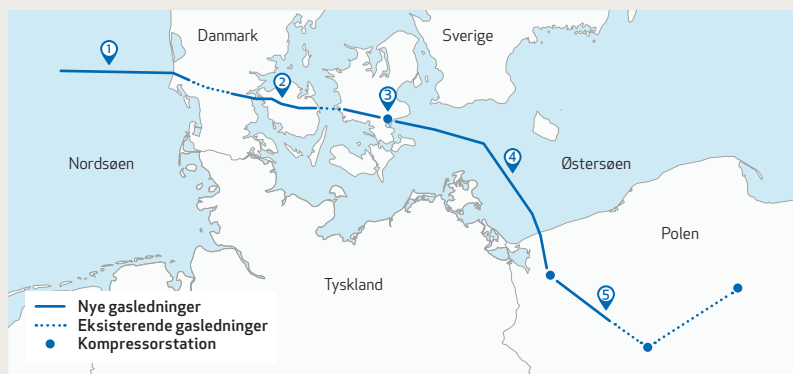 Danmark
Sverige
1
2
3
Nordsøen
4
Østersøen
Polen
Tyskland
5
Nye gasledninger
Eksisterende gasledninger
Kompressorstation